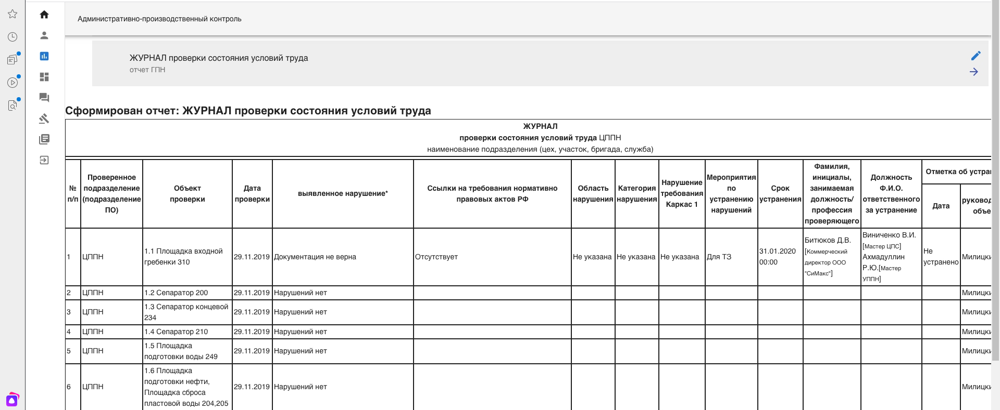 Административно-производственный контроль
ЖУРНАЛ проверки состояния условий труда
отчет ГПН
Сформирован отчет: ЖУРНАЛ проверки состояния условий труда
ЖУРНАЛ
проверки состояния условий труда ЦППН
наименование подразделения (цех, участок, бригада, служба)
№
п/п
Проверенное
подразделение
(подразделение
ПО)
Объект
проверки
Дата
проверки
выявленное нарушение*
Ссылки на требования нормативно
правовых актов РФ
Область
нарушения
Категория
нарушения
Нарушение
требования
Каркас 1
Мероприятия
по
устранению
нарушений
Срок
устранения
Фамилия,
инициалы,
занимаемая
должность/
профессия
проверяющего
Должность
Ф.И.О.
ответственного
за устранение
Отметка об устра
Дата
руковод
объе
1
ЦППН
1.1 Площадка входной
гребенки 310
29.11.2019
Документация не верна
Отсутствует
Не указана
Не указана
Не указана
Для ТЗ
31.01.2020
00:00
Битюков Д.В.
[Коммерческий
директор ООО
"СиМакс"]
Виниченко В.И.
[Мастер ЦПС]
Ахмадуллин
Р.Ю.[Мастер
УППН]
Не
устранено
Милицки
2
ЦППН
1.2 Сепаратор 200
29.11.2019
Нарушений нет
Милицки
3
ЦППН
1.3 Сепаратор концевой
234
29.11.2019
Нарушений нет
Милицки
4
ЦППН
1.4 Сепаратор 210
29.11.2019
Нарушений нет
Милицки
5
ЦППН
1.5 Площадка
подготовки воды 249
29.11.2019
Нарушений нет
Милицки
6
ЦППН
1.6 Площадка
подготовки нефти,
Площадка сброса
пластовой воды 204,205
29.11.2019
Нарушений нет
Милицки